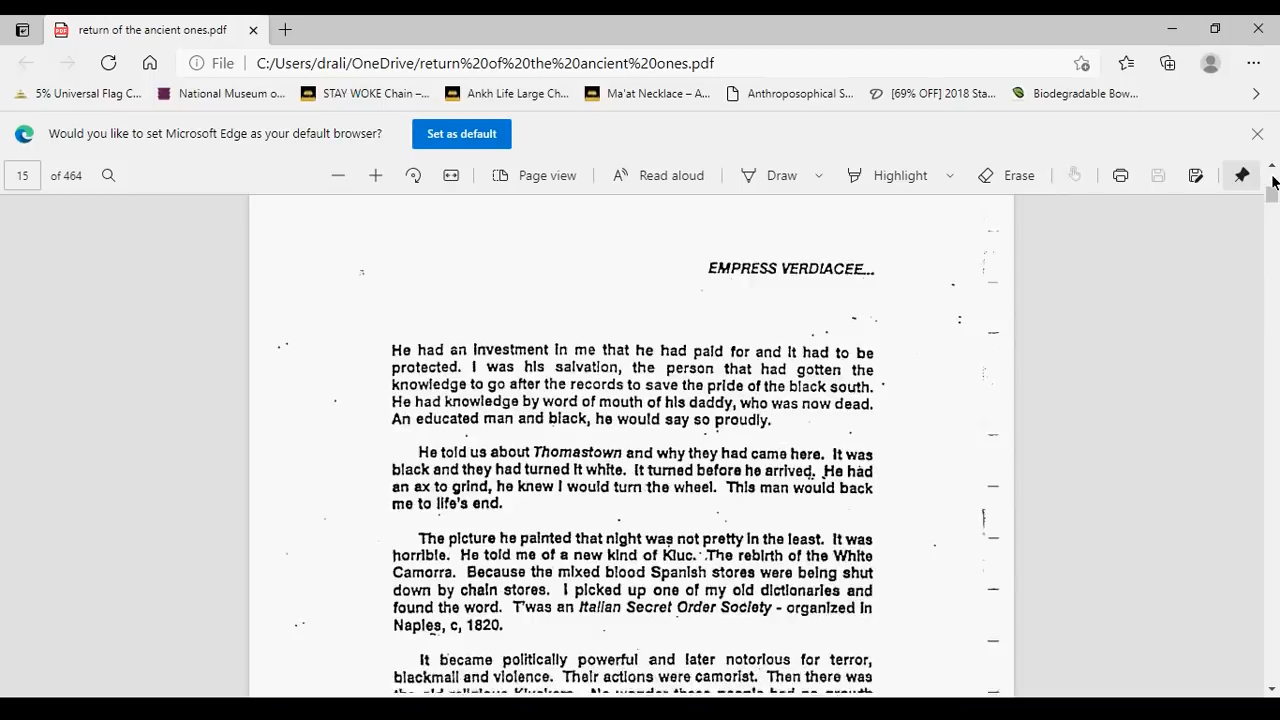 return of the ancient ones.pdf
File C:/Users/drali/OneDrive/return%20of%20the%20ancient%20ones.pdf
5% Universal Flag C... National Museum o... STAY WOKE Chain –... Ankh Life Large Ch... Ma'at Necklace – A... Anthroposophical S... [69% OFF] 2018 Sta... Biodegradable Bow...
Would you like to set Microsoft Edge as your default browser? Set as default
15 of 464 Page view Read aloud Draw Highlight Erase
EMPRESS VERDIACEE...
He had an investment in me that he had paid for and it had to be
protected. I was his salvation, the person that had gotten the
knowledge to go after the records to save the pride of the black south.
He had knowledge by word of mouth of his daddy, who was now dead.
An educated man and black, he would say so proudly.
He told us about Thomastown and why they had came here. It was
black and they had turned it white. It turned before he arrived. He had
an ax to grind, he knew I would turn the wheel. This man would back
me to life's end.
The picture he painted that night was not pretty in the least. It was
horrible. He told me of a new kind of Kluc. The rebirth of the White
Camorra. Because the mixed blood Spanish stores were being shut
down by chain stores. I picked up one of my old dictionaries and
found the word. T'was an Italian Secret Order Society - organized in
Naples, c, 1820.
It became politically powerful and later notorious for terror,
blackmail and violence. Their actions were camorist. Then there was